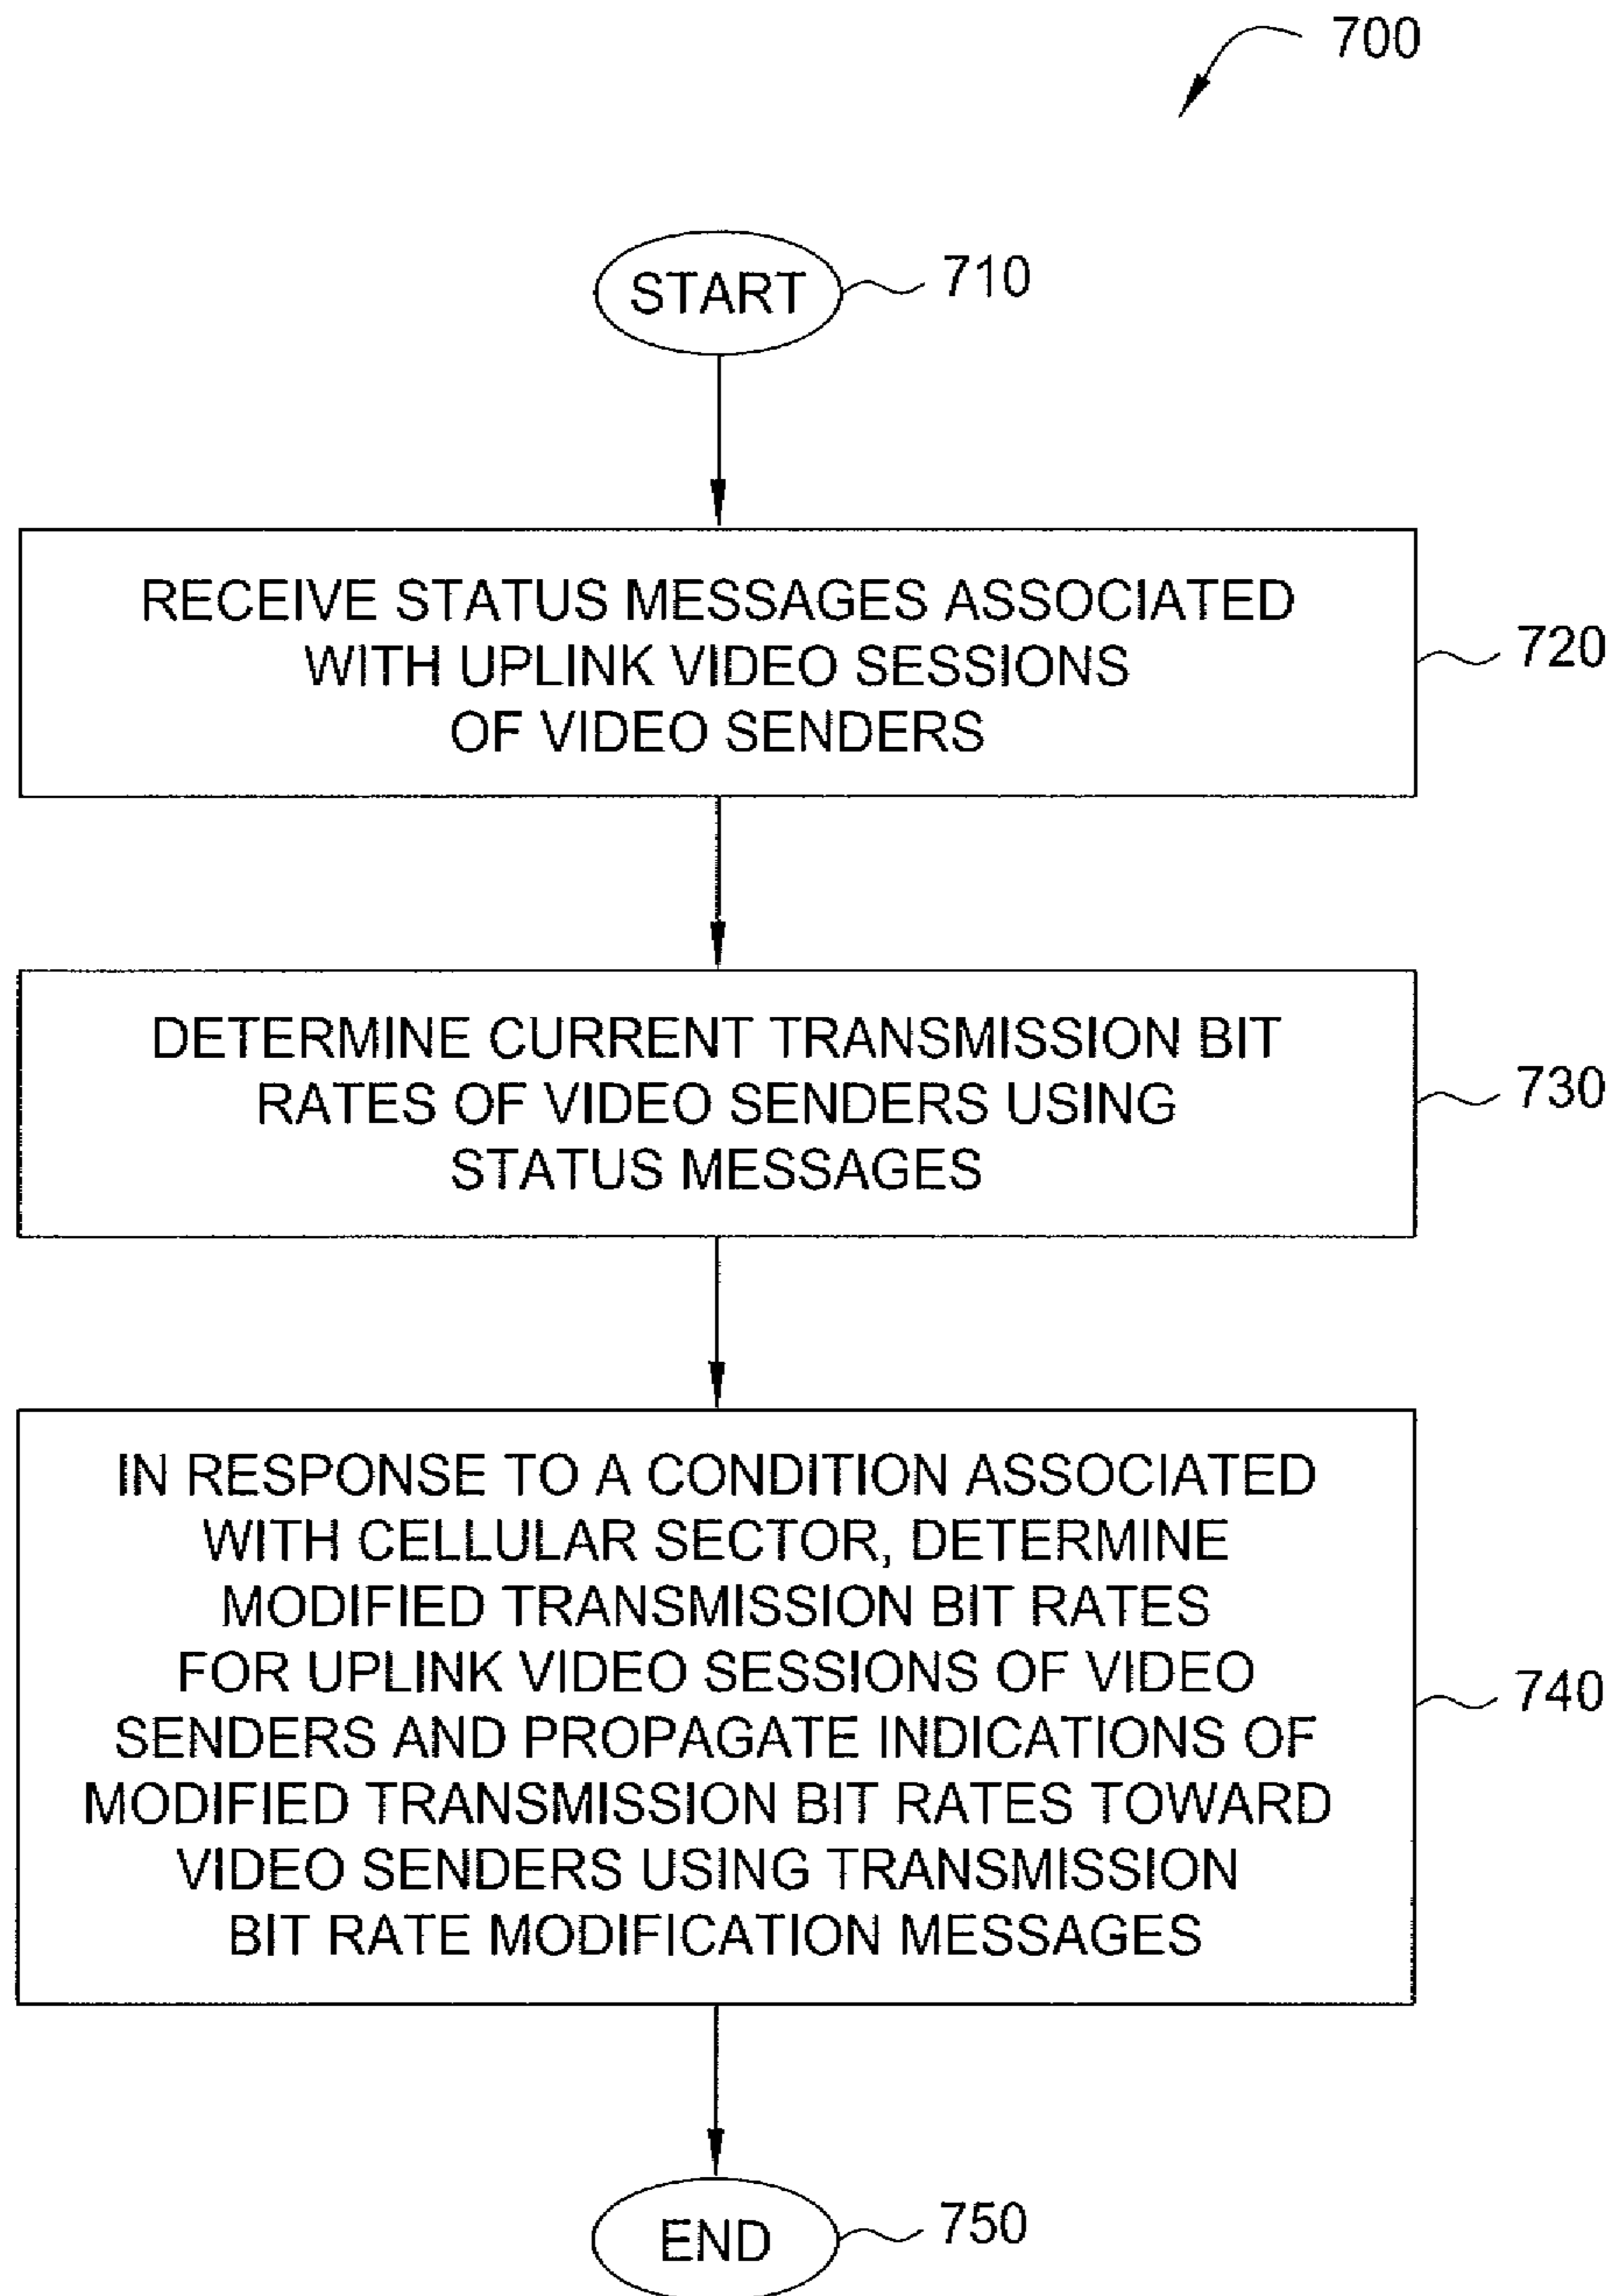 700
START
710
RECEIVE STATUS MESSAGES ASSOCIATED
WITH UPLINK VIDEO SESSIONS
OF VIDEO SENDERS
720
DETERMINE CURRENT TRANSMISSION BIT
RATES OF VIDEO SENDERS USING
STATUS MESSAGES
730
IN RESPONSE TO A CONDITION ASSOCIATED
WITH CELLULAR SECTOR, DETERMINE
MODIFIED TRANSMISSION BIT RATES
FOR UPLINK VIDEO SESSIONS OF VIDEO
SENDERS AND PROPAGATE INDICATIONS OF
MODIFIED TRANSMISSION BIT RATES TOWARD
VIDEO SENDERS USING TRANSMISSION
BIT RATE MODIFICATION MESSAGES
740
END
750